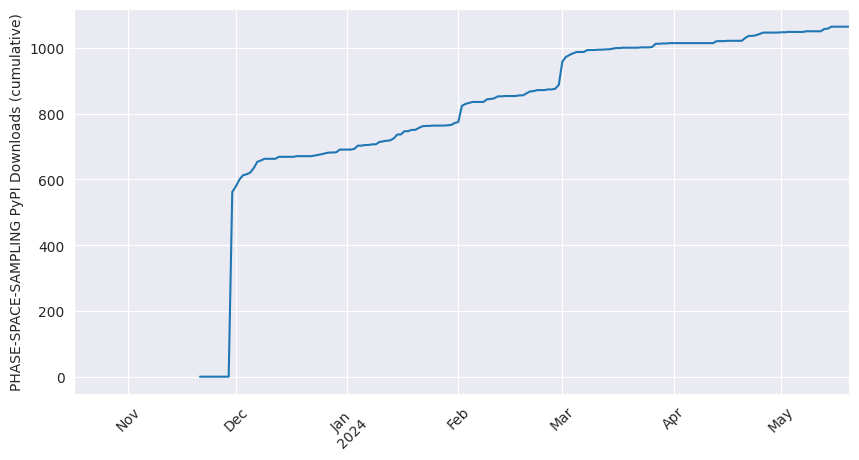 PHASE-SPACE-SAMPLING PyPI Downloads (cumulative)
1000
800
600
400
200
0
Nov
Dec
Jan
2024
Feb
Mar
Apr
May